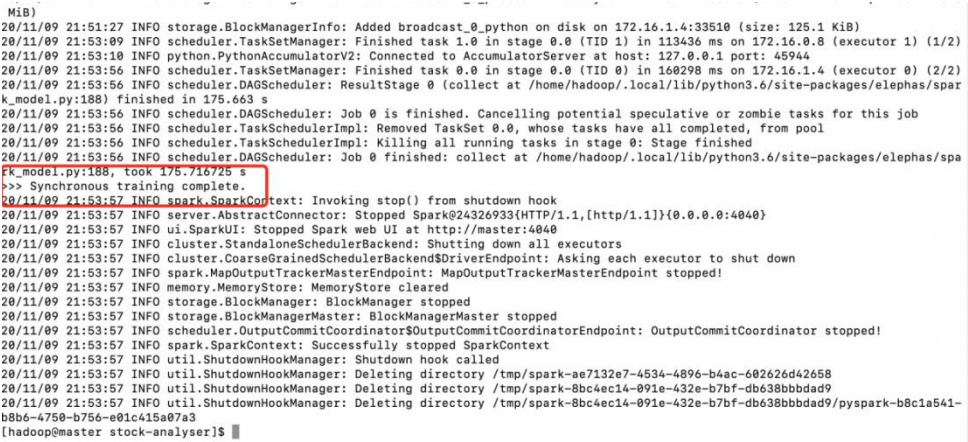 MiB)
20/11/09 21:51:27 INFO storage.BlockManagerInfo: Added broadcast_0_python on disk on 172.16.1.4:33510 (size: 125.1 KiB)
20/11/09 21:53:09 INFO scheduler.TaskSetManager: Finished task 1.0 in stage 0.0 (TID 1) in 113436 ms on 172.16.0.8 (executor 1) (1/2)
20/11/09 21:53:10 INFO python.PythonAccumulatorV2: Connected to AccumulatorServer at host: 127.0.0.1 port: 45944
20/11/09 21:53:56 INFO scheduler.TaskSetManager: Finished task 0.0 in stage 0.0 (TID 0) in 160298 ms on 172.16.1.4 (executor 0) (2/2)
20/11/09 21:53:56 INFO scheduler.DAGScheduler: ResultStage 0 (collect at /home/hadoop/.local/lib/python3.6/site-packages/elephas/spar
k_model.py:188) finished in 175.663 s
20/11/09 21:53:56 INFO scheduler.DAGScheduler: Job 0 is finished. Cancelling potential speculative or zombie tasks for this job
20/11/09 21:53:56 INFO scheduler.TaskSchedulerImpl: Removed TaskSet 0.0, whose tasks have all completed, from pool
20/11/09 21:53:56 INFO scheduler.TaskSchedulerImpl: Killing all running tasks in stage 0: Stage finished
20/11/09 21:53:56 INFO scheduler.DAGScheduler: Job 0 finished: collect at /home/hadoop/.local/lib/python3.6/site-packages/elephas/spa
rk_model.py:188, took 175.716725 s
>>> Synchronous training complete.
20/11/09 21:53:57 INFO spark.SparkContext: Invoking stop() from shutdown hook
20/11/09 21:53:57 INFO server.AbstractConnector: Stopped Spark@24326933{HTTP/1.1,[http/1.1]}{0.0.0.0:4040}
20/11/09 21:53:57 INFO ui.SparkUI: Stopped Spark web UI at http://master:4040
20/11/09 21:53:57 INFO cluster.StandaloneSchedulerBackend: Shutting down all executors
20/11/09 21:53:57 INFO cluster.CoarseGrainedSchedulerBackend$DriverEndpoint: Asking each executor to shut down
20/11/09 21:53:57 INFO spark.MapOutputTrackerMasterEndpoint: MapOutputTrackerMasterEndpoint stopped!
20/11/09 21:53:57 INFO memory.MemoryStore: MemoryStore cleared
20/11/09 21:53:57 INFO storage.BlockManager: BlockManager stopped
20/11/09 21:53:57 INFO storage.BlockManagerMaster: BlockManagerMaster stopped
20/11/09 21:53:57 INFO scheduler.OutputCommitCoordinator$OutputCommitCoordinatorEndpoint: OutputCommitCoordinator stopped!
20/11/09 21:53:57 INFO spark.SparkContext: Successfully stopped SparkContext
20/11/09 21:53:57 INFO util.ShutdownHookManager: Shutdown hook called
20/11/09 21:53:57 INFO util.ShutdownHookManager: Deleting directory /tmp/spark-ae7132e7-4534-4896-b4ac-602626d42658
20/11/09 21:53:57 INFO util.ShutdownHookManager: Deleting directory /tmp/spark-8bc4ec14-091e-432e-b7bf-db638bbbdad9
20/11/09 21:53:57 INFO util.ShutdownHookManager: Deleting directory /tmp/spark-8bc4ec14-091e-432e-b7bf-db638bbbdad9/pyspark-b8c1a541-
b8b6-4750-b756-e01c415a07a3
[hadoop@master stock-analyser]$